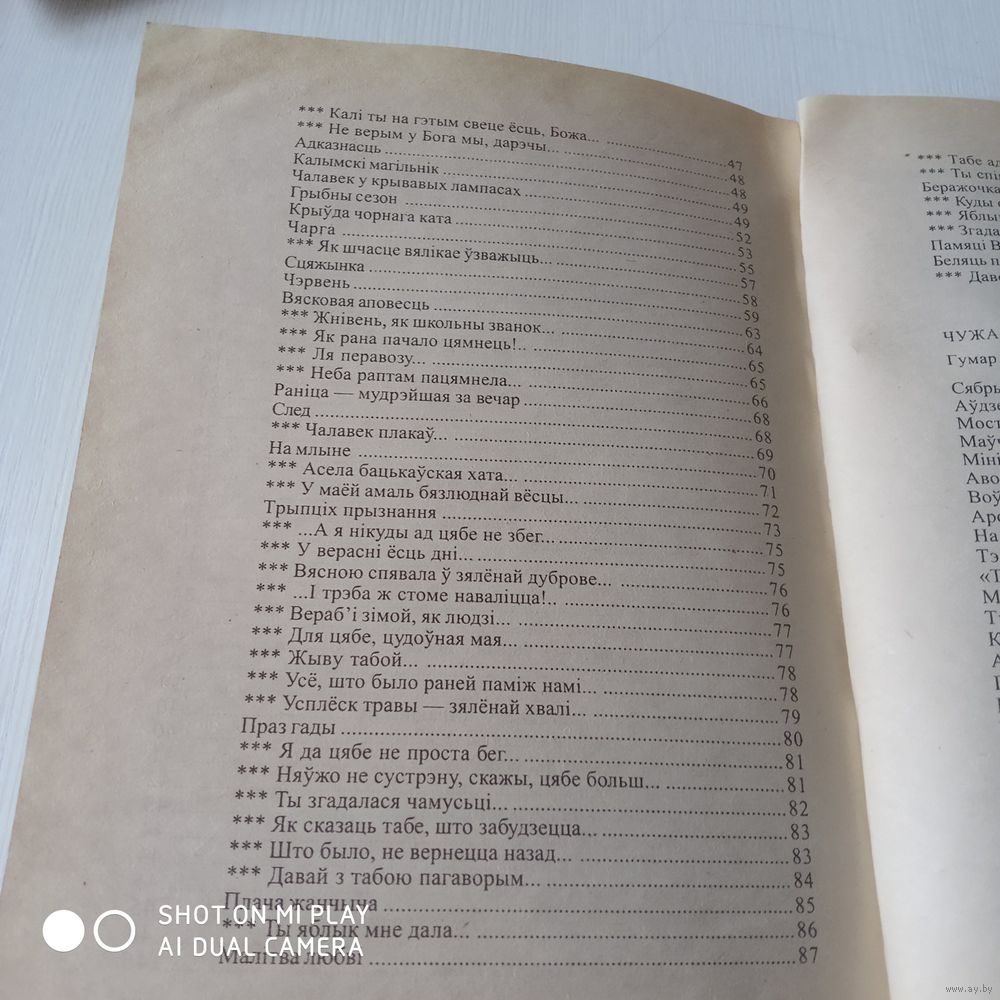 *** Калі ты на гэтым свеце ёсць, Божа... 47
*** Не верым у Бога мы, дарэчы... 48
Адказнасць 48
Калымскі магільнік 49
Чалавек у крывавых лампасах 49
Грыбны сезон 52
Крыўда чорнага ката 53
Чарга 55
*** Як шчасце вялікае ўзважыць... 57
Сцяжынка 58
Чэрвень 59
Вясковая аповесць 63
*** Жнівень, як школьны званок... 64
*** Як рана пачало цямнець!.. 65
*** Ля перавозу... 65
*** Неба раптам пацямнела... 66
Раніца — мудрэйшая за вечар 68
След 68
*** Чалавек плакаў... 69
На млыне 70
*** Асела бацькаўская хата... 71
*** У маёй амаль бязлюднай вёсцы... 72
Трыпціх прызнання 73
*** ...А я нікуды ад цябе не збег... 75
*** У верасні ёсць дні... 75
*** Вясною спявала ў зялёнай дуброве... 76
*** ...І трэба ж стоме наваліцца!.. 76
*** Вераб’і зімой, як людзі... 77
*** Для цябе, цудоўная мая... 77
*** Жыву табой... 78
*** Усё, што было раней паміж намі... 78
*** Усплёск травы — зялёнай хвалі... 79
Праз гады 80
*** Я да цябе не проста бег... 81
*** Няўжо не сустрэну, скажы, цябе больш... 81
*** Ты згадалася чамусьці... 82
*** Як сказаць табе, што забудзецца... 83
*** Што было, не вернецца назад... 83
*** Давай з табою пагаворым... 84
Плача жанчына 85
*** Ты яблык мне дала... 86
Малітва любві 87
*** Табе
*** Ты
Беражочка
*** Куды
***
*** Згада
Памяці В
Беляць п
***
ЧУЖА
Гумар
Сябры
Мост
SHOT ON MI PLAY
AI DUAL CAMERA
www.ay.by